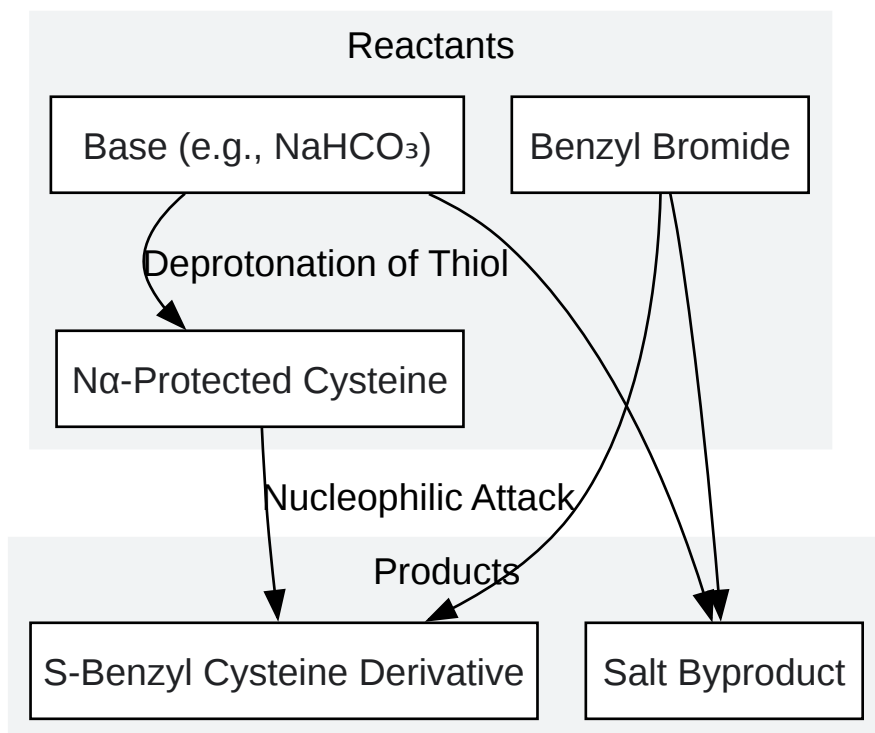 Reactants
Base (e.g., NaHCO₃)
Benzyl Bromide
Deprotonation of Thiol
Nα-Protected Cysteine
Nucleophilic Attack
Products
S-Benzyl Cysteine Derivative
Salt Byproduct